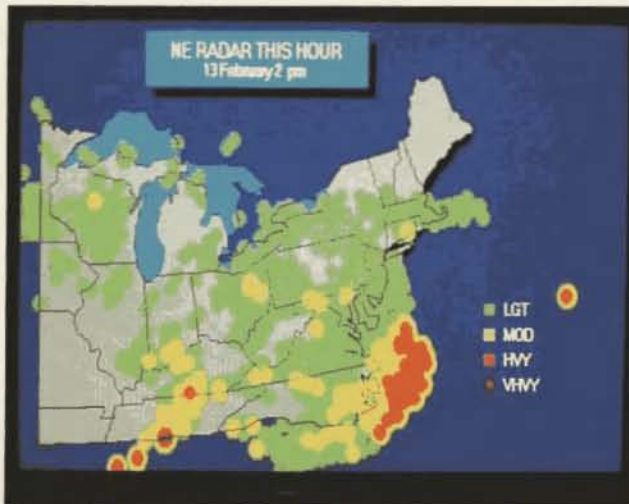 NE RADAR THIS HOUR
13 February 2 pm
LGT
MOD
HVY
VHVY